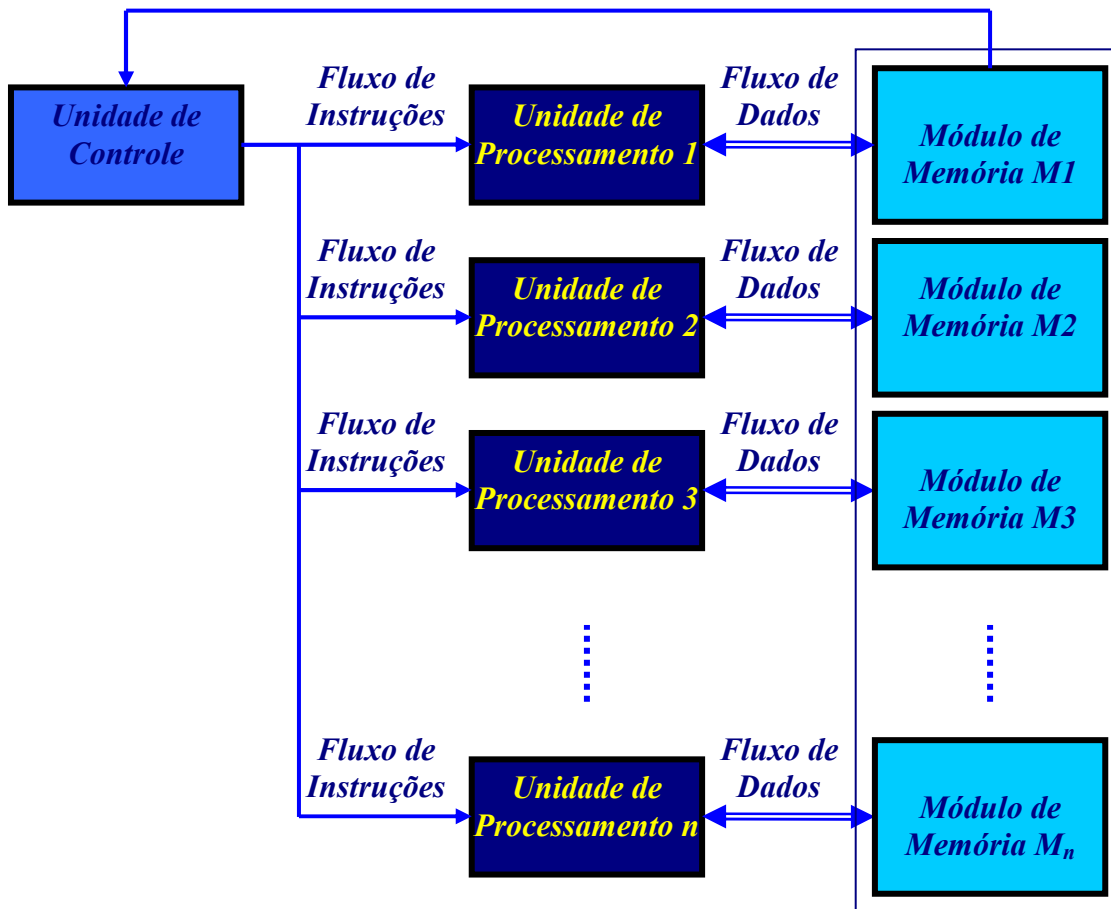 Unidade de
Controle
Fluxo de
Instruções
Unidade de
Processamento 1
Fluxo de
Dados
Módulo de
Memória M1
Fluxo de
Instruções
Unidade de
Processamento 2
Fluxo de
Dados
Módulo de
Memória M2
Fluxo de
Instruções
Unidade de
Processamento 3
Fluxo de
Dados
Módulo de
Memória M3
Fluxo de
Instruções
Unidade de
Processamento n
Fluxo de
Dados
Módulo de
Memória Mn